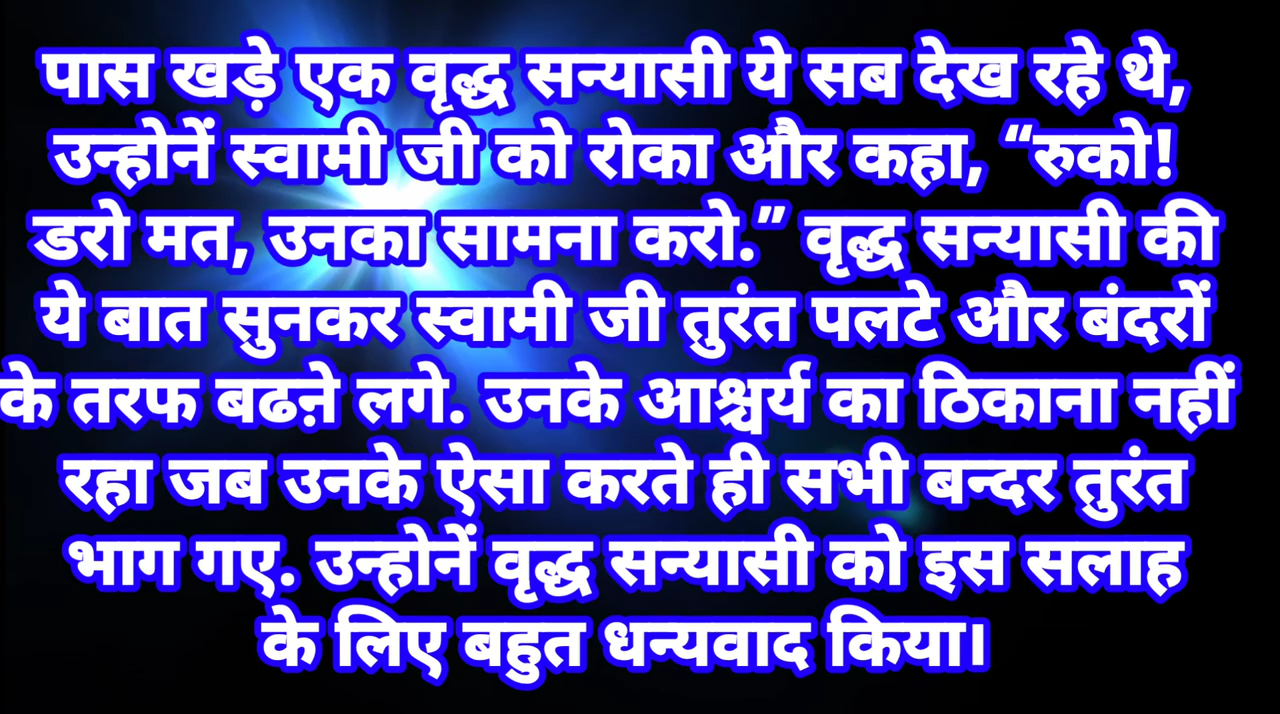 पास खड़े एक वृद्ध सन्यासी ये सब देख रहे थे,
उन्होनें स्वामी जी को रोका और कहा, “रुको!
डरो मत, उनका सामना करो.” वृद्ध सन्यासी की
ये बात सुनकर स्वामी जी तुरंत पलटे और बंदरों
के तरफ बढऩे लगे. उनके आश्चर्य का ठिकाना नहीं
रहा जब उनके ऐसा करते ही सभी बन्दर तुरंत
भाग गए. उन्होनें वृद्ध सन्यासी को इस सलाह
के लिए बहुत धन्यवाद किया।